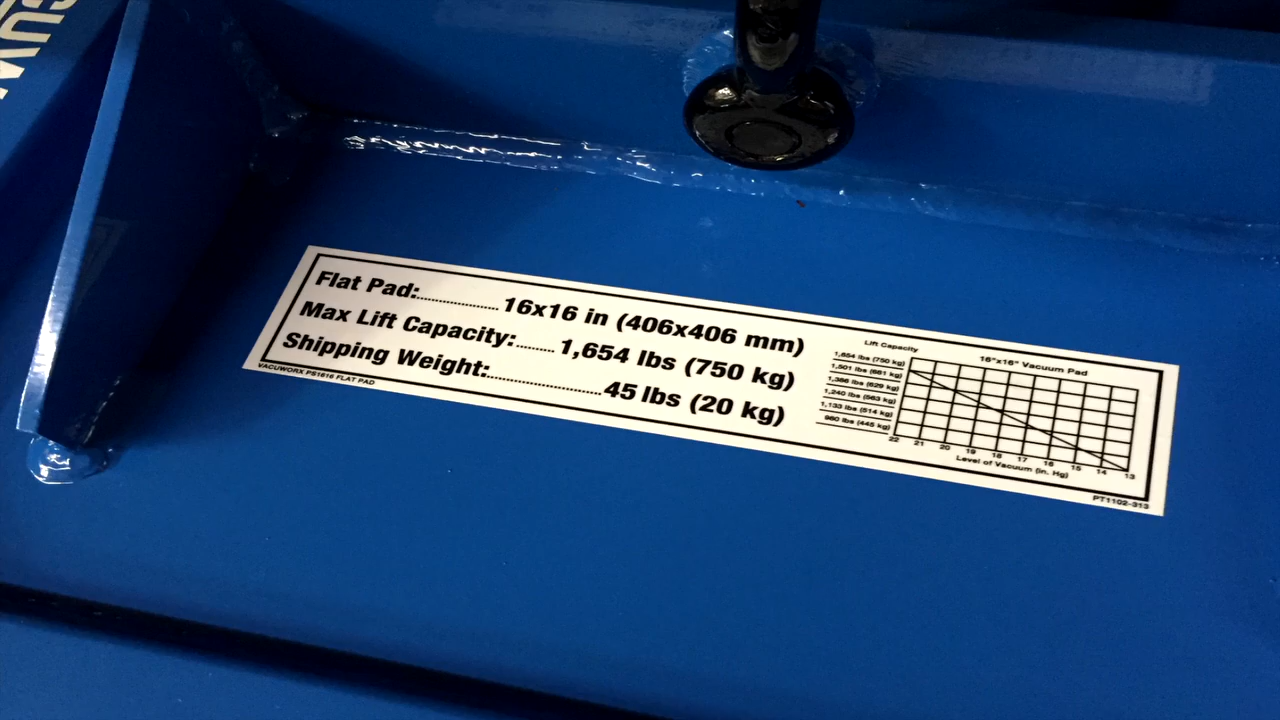 Flat Pad:..................16x16 in (406x406 mm)
Max Lift Capacity:........1,654 lbs (750 kg)
Shipping Weight:........................45 lbs (20 kg)
VACUWORX PS1616 FLAT PAD
Lift Capacity
16"x16" Vacuum Pad
1,654 lbs (750 kg)
1,501 lbs (681 kg)
1,386 lbs (629 kg)
1,240 lbs (563 kg)
1,133 lbs (514 kg)
980 lbs (445 kg)
22 21 20 19 18 17 16 15 14 13
Level of Vacuum (in. Hg)
PT1102-313